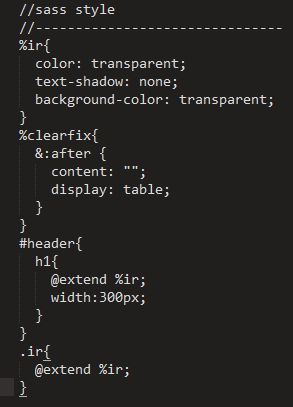 //sass style
//-------------------------------
%ir{
  color: transparent;
  text-shadow: none;
  background-color: transparent;
}
%clearfix{
  &:after {
    content: "";
    display: table;
  }
}
#header{
  h1{
    @extend %ir;
    width:300px;
  }
}
.ir{
  @extend %ir;
}